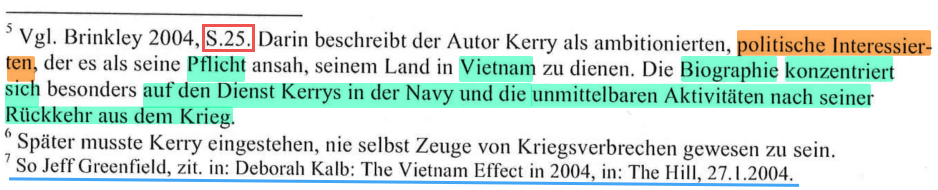 5 Vgl. Brinkley 2004, S.25. Darin beschreibt der Autor Kerry als ambitionierten, politische Interessier-
ten, der es als seine Pflicht ansah, seinem Land in Vietnam zu dienen. Die Biographie konzentriert
sich besonders auf den Dienst Kerrys in der Navy und die unmittelbaren Aktivitäten nach seiner
Rückkehr aus dem Krieg.
6 Später musste Kerry eingestehen, nie selbst Zeuge von Kriegsverbrechen gewesen zu sein.
7 So Jeff Greenfield, zit. in: Deborah Kalb: The Vietnam Effect in 2004, in: The Hill, 27.1.2004.